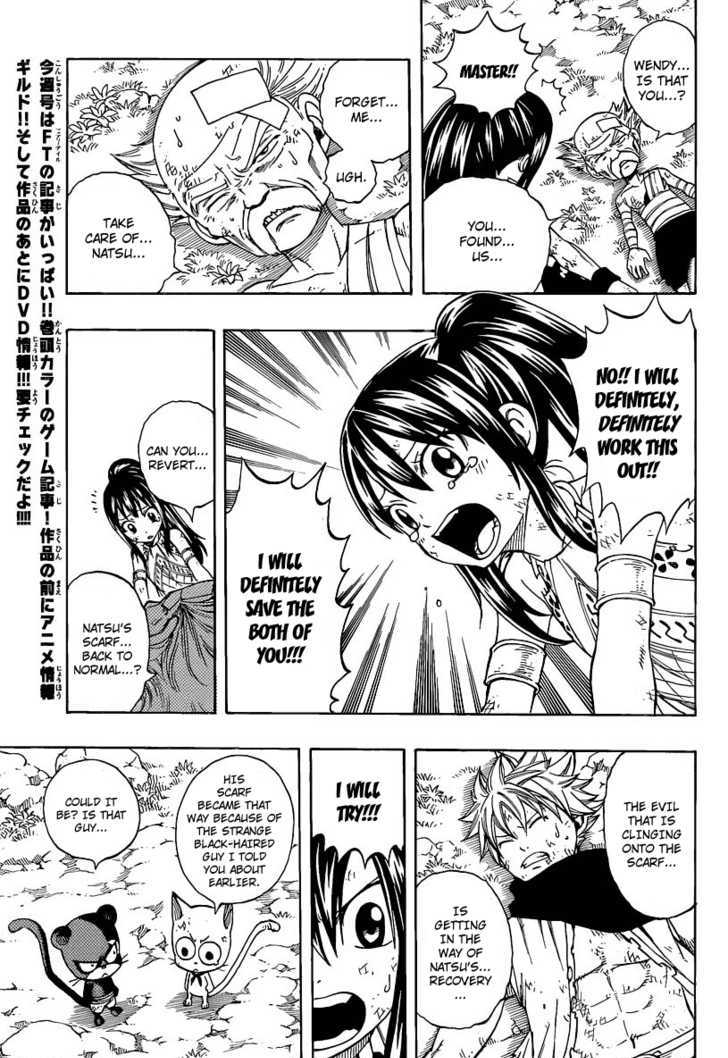 WENDY...
IS THAT
YOU...?
MASTER!!
YOU...
FOUND...
US...
FORGET...
ME...
UGH.
TAKE
CARE OF...
NATSU...
NO!! I WILL
DEFINITELY,
DEFINITELY
WORK THIS
OUT!!
I WILL
DEFINITELY
SAVE THE
BOTH OF
YOU!!!
CAN YOU...
REVERT...
NATSU'S
SCARF...
BACK TO
NORMAL...?
THE EVIL
THAT IS
CLINGING
ONTO THE
SCARF...
IS
GETTING
IN THE
WAY OF
NATSU'S...
RECOVERY
...
I WILL
TRY!!!
HIS
SCARF
BECAME THAT
WAY BECAUSE OF
THE STRANGE
BLACK-HAIRED
GUY I TOLD
YOU ABOUT
EARLIER.
COULD IT
BE? IS THAT
GUY...
今週号はFTの記事がいっぱい!!巻頭カラーのゲーム記事!作品の前にアニメ情報
ギルド!!そして作品のあとにDVD情報!!!要チェックだよ!!!!